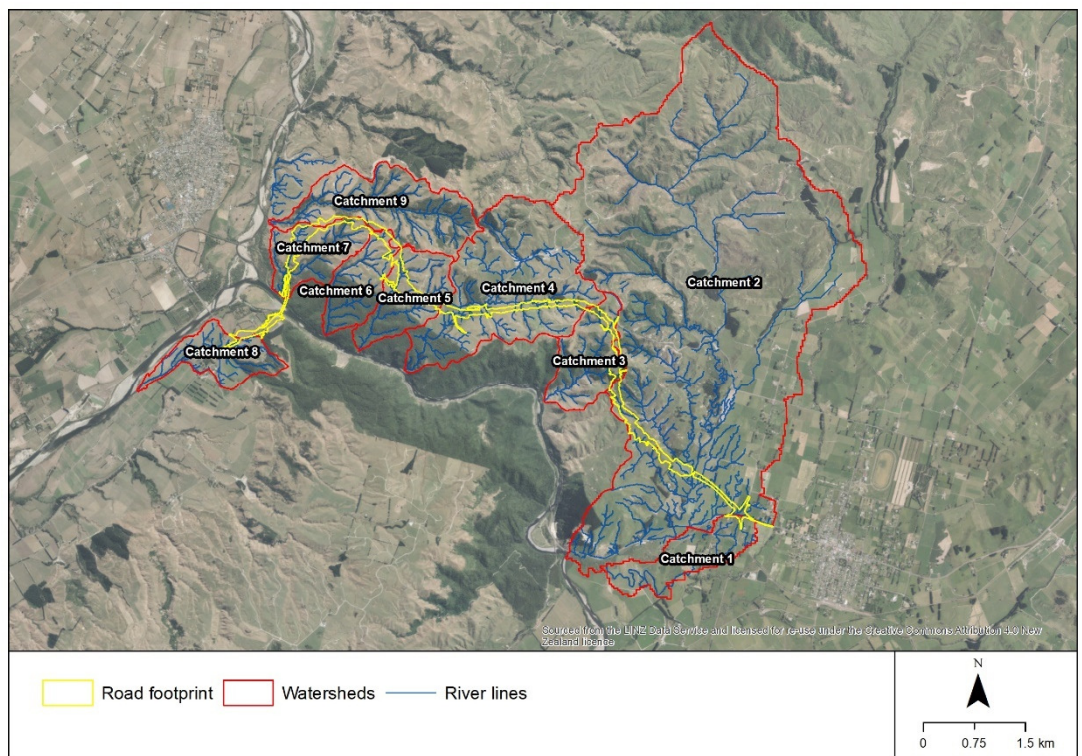 Catchment 9
Catchment 7
Catchment 6
Catchment 5
Catchment 4
Catchment 2
Catchment 8
Catchment 3
Catchment 1
Sourced from the LINZ Data Service and licensed for re-use under the Creative Commons Attribution 4.0 New
Zealand licence
Road footprint
Watersheds
River lines
N
0 0.75 1.5 km